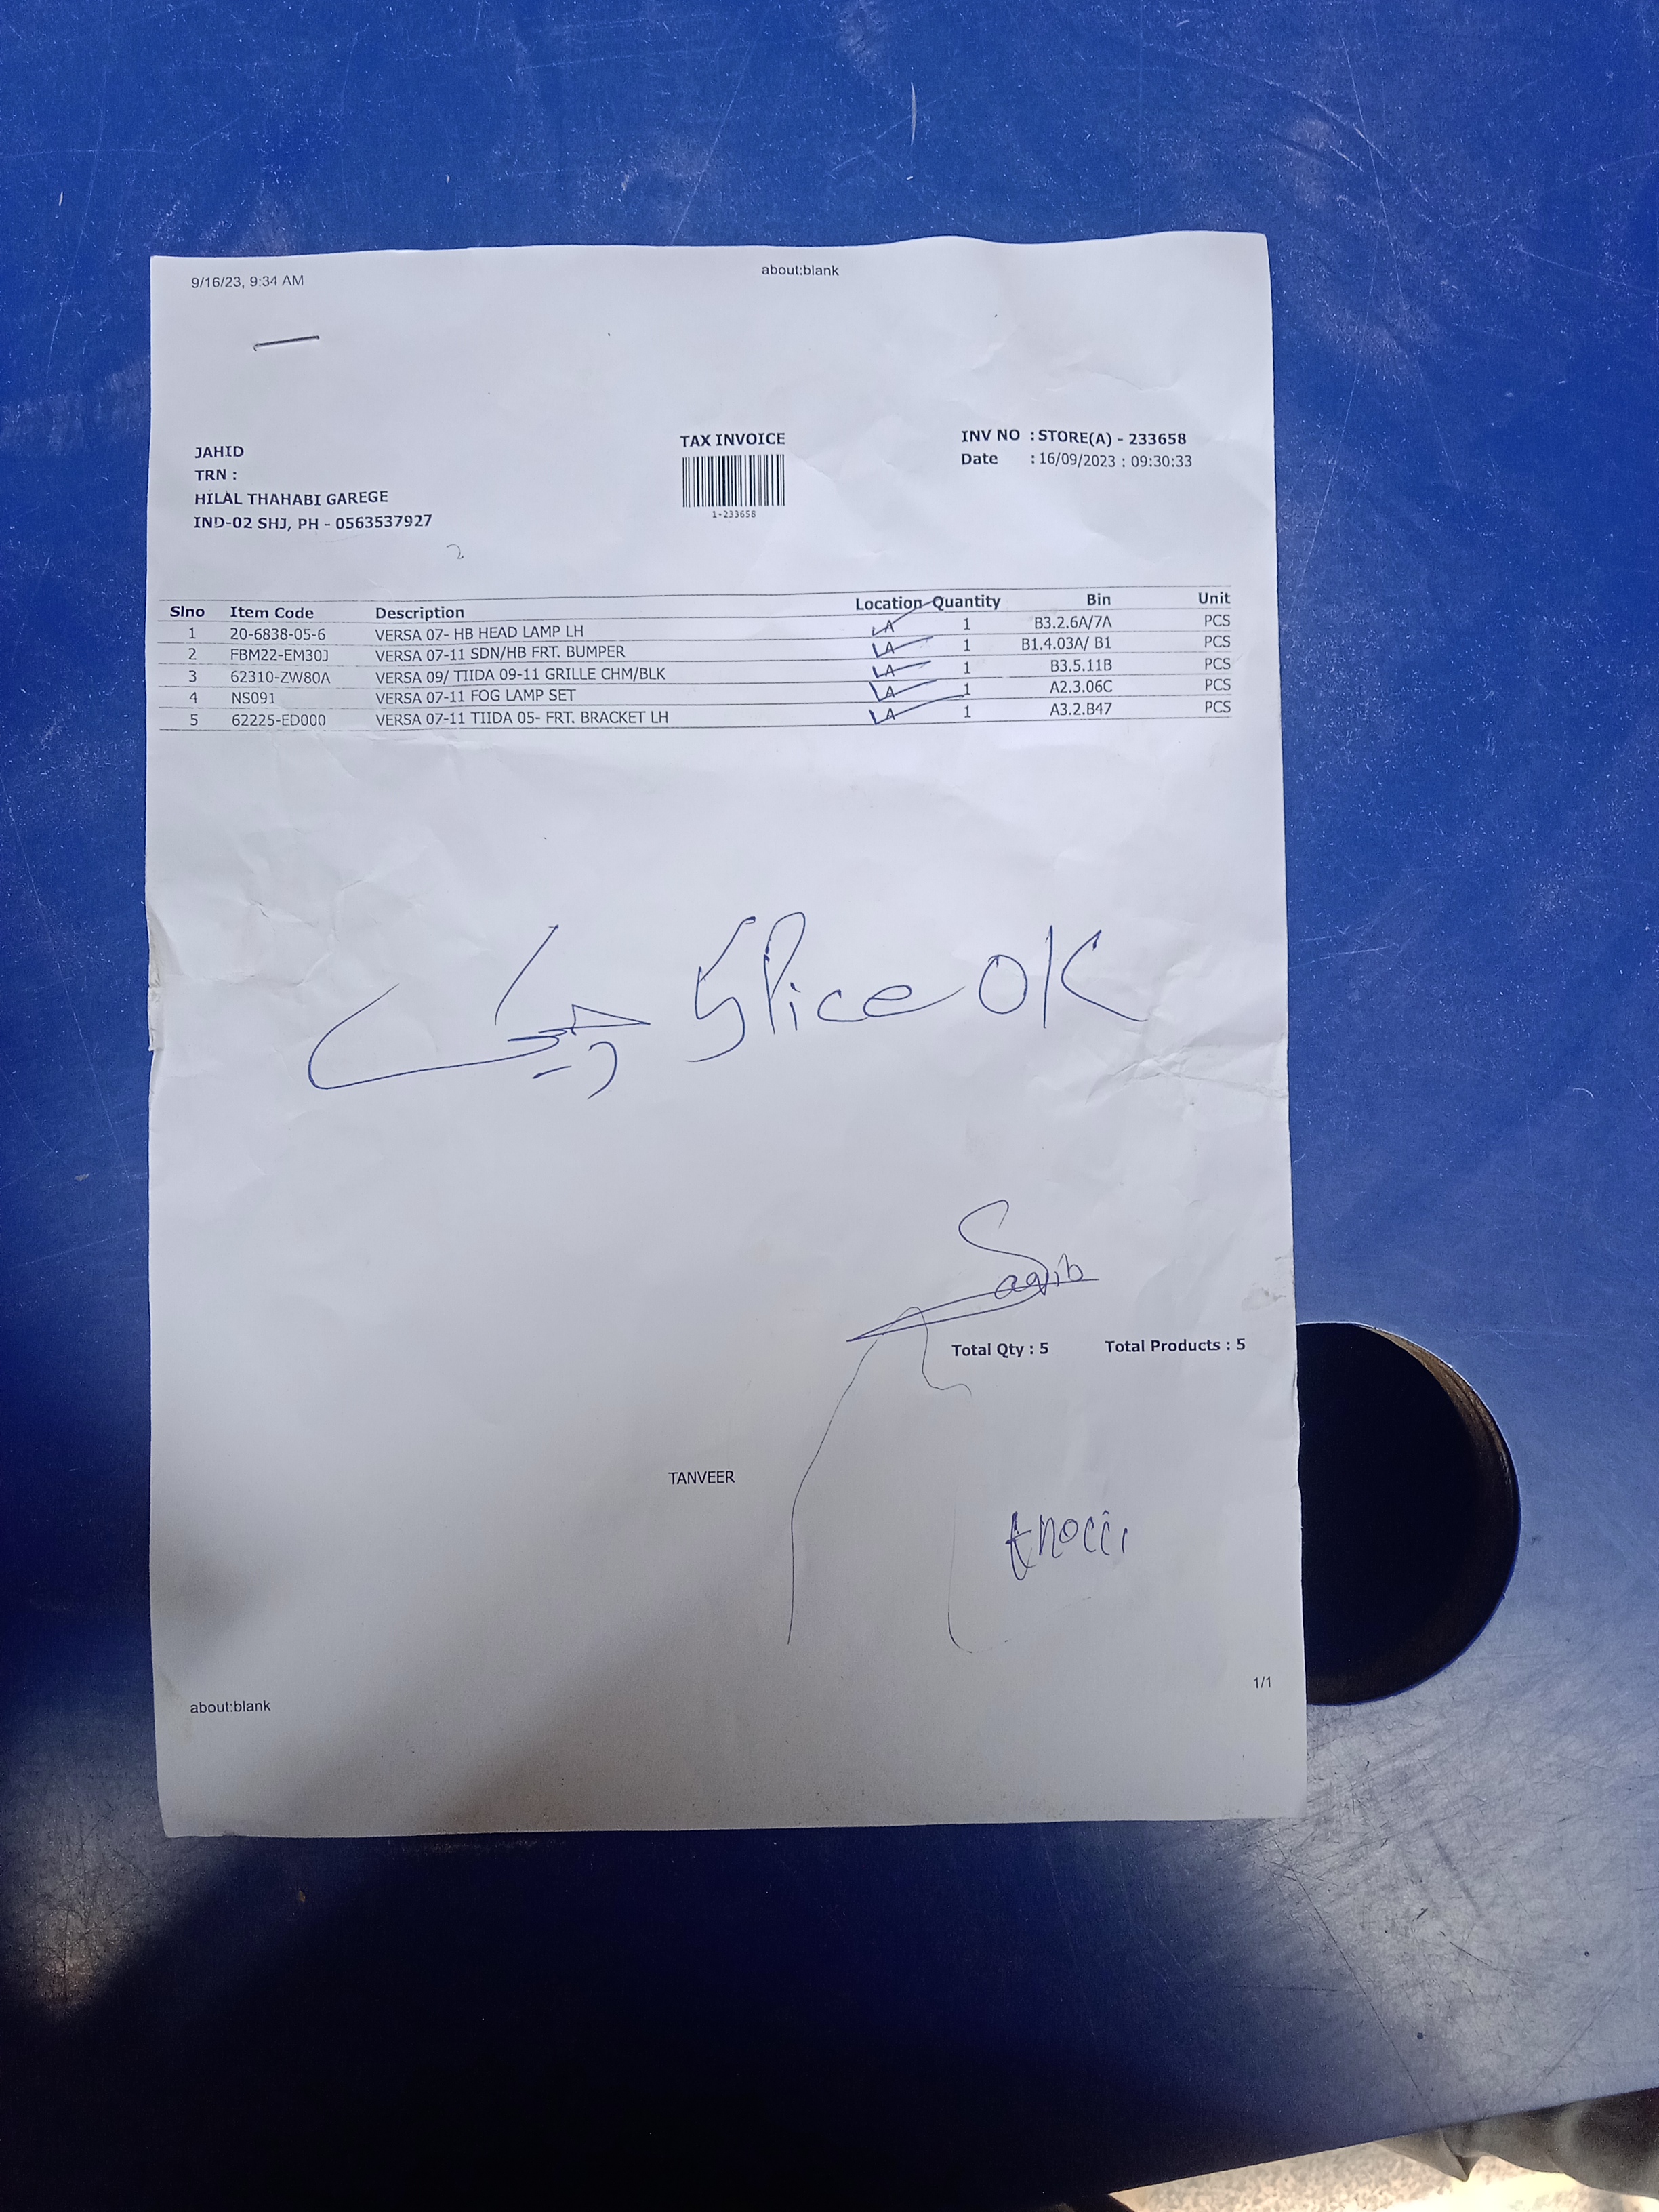 9/16/23, 9:34 AM about:blank
JAHID
TRN :
HILAL THAHABI GAREGE
IND-02 SHJ, PH - 0563537927
TAX INVOICE
1-233658
INV NO : STORE(A) - 233658
Date : 16/09/2023 : 09:30:33
2
Slno Item Code Description Location Quantity Bin Unit
1 20-6838-05-6 VERSA 07- HB HEAD LAMP LH LA 1 B3.2.6A/7A PCS
2 FBM22-EM30J VERSA 07-11 SDN/HB FRT. BUMPER LA 1 B1.4.03A/ B1 PCS
3 62310-ZW80A VERSA 09/ TIIDA 09-11 GRILLE CHM/BLK LA 1 B3.5.11B PCS
4 NS091 VERSA 07-11 FOG LAMP SET LA 1 A2.3.06C PCS
5 62225-ED000 VERSA 07-11 TIIDA 05- FRT. BRACKET LH LA 1 A3.2.B47 PCS
5 Pice OK
Saqib
Total Qty : 5 Total Products : 5
TANVEER
1/1
about:blank